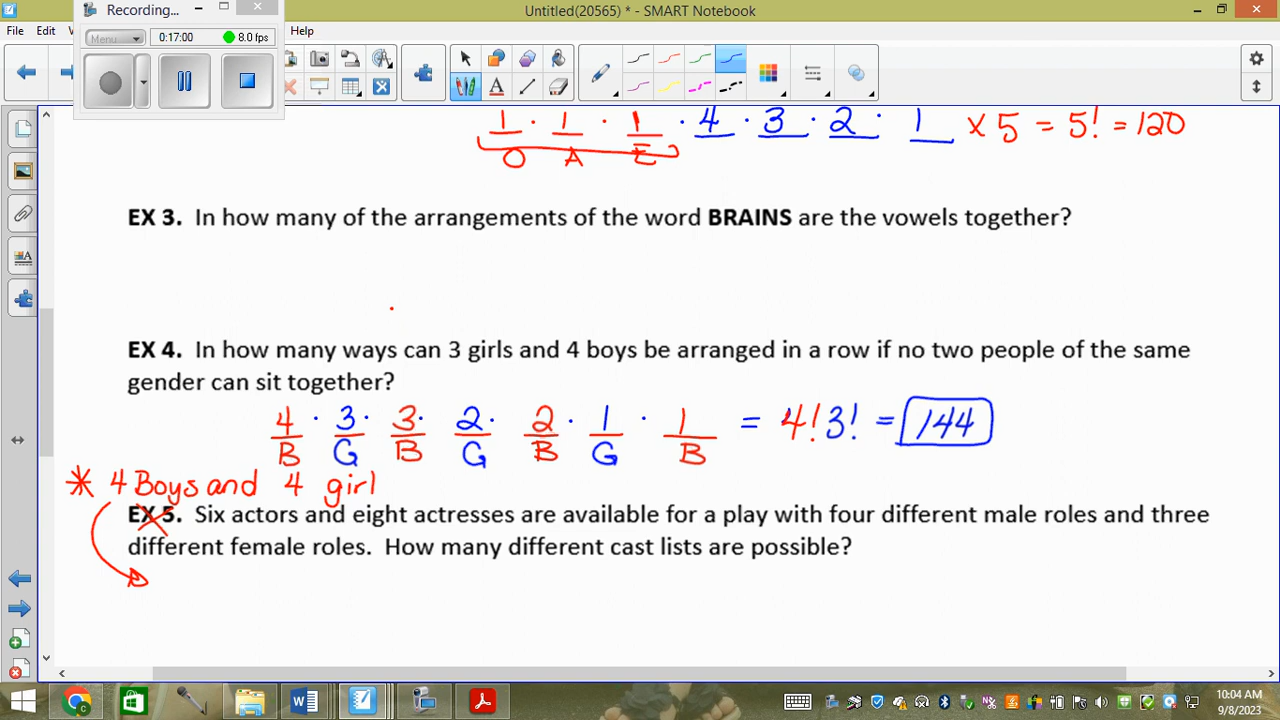 Untitled(20565) * - SMART Notebook
Recording...
Menu
0:17:00
8.0 fps
File
Edit
Help
1 · 1 · 1 · 4 · 3 · 2 · 1 x 5 = 5! = 120
O A E
EX 3. In how many of the arrangements of the word BRAINS are the vowels together?
EX 4. In how many ways can 3 girls and 4 boys be arranged in a row if no two people of the same
gender can sit together?
4 · 3 · 3 · 2 · 2 · 1 · 1 = 4! 3! = 144
B G B G B G B
* 4 Boys and 4 girl
EX 5. Six actors and eight actresses are available for a play with four different male roles and three
different female roles. How many different cast lists are possible?
10:04 AM
9/8/2023